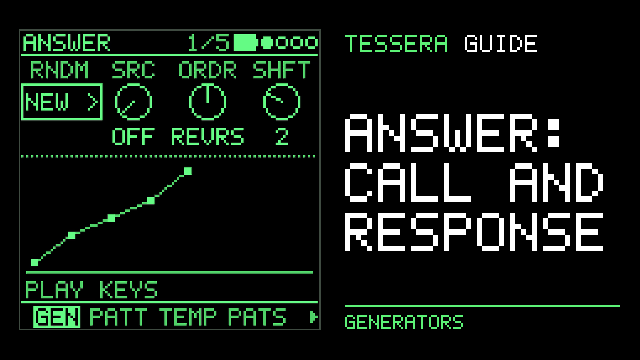 ANSWER 1/5
RNDM SRC ORDR SHFT
NEW >
OFF REVRS 2
PLAY KEYS
GEN PATT TEMP PATS
TESSERA GUIDE
ANSWER:
CALL AND
RESPONSE
GENERATORS